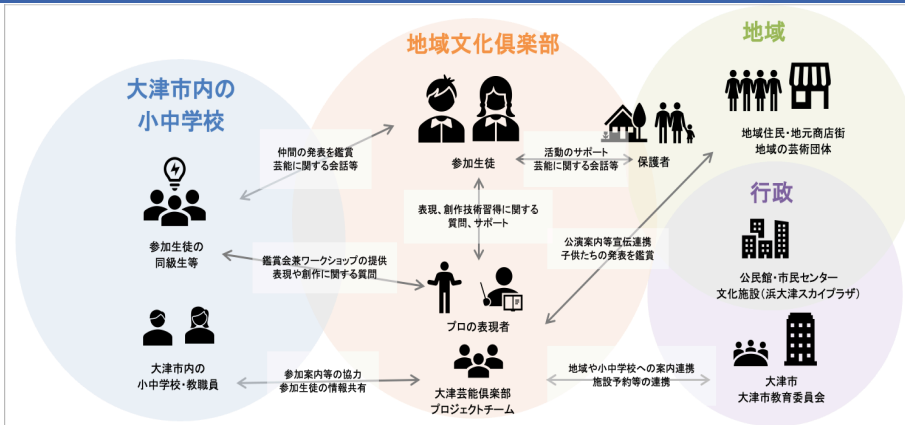 地域文化倶楽部
地域
大津市内の
小中学校
地域住民・地元商店街
地域の芸術団体
仲間の発表を鑑賞
芸能に関する会話等
参加生徒
活動のサポート
芸能に関する会話等
保護者
行政
表現、創作技術習得に関する
質問、サポート
参加生徒の
同級生等
鑑賞会兼ワークショップの提供
表現や創作に関する質問
公演案内等宣伝連携
子供たちの発表を鑑賞
公民館・市民センター
文化施設(浜大津スカイプラザ)
プロの表現者
大津市内の
小中学校・教職員
参加案内等の協力
参加生徒の情報共有
大津芸能倶楽部
プロジェクトチーム
地域や小中学校への案内連携
施設予約等の連携
大津市
大津市教育委員会